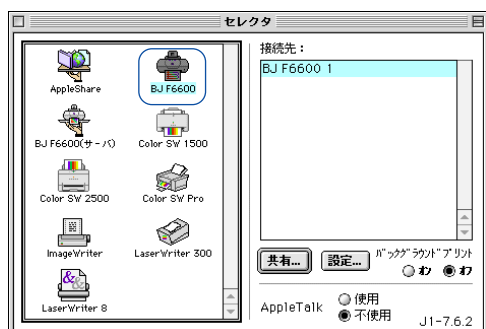 セレクタ
AppleShare
BJ F6600
BJ F6600(サーバ)
Color SW 1500
Color SW 2500
Color SW Pro
ImageWriter
LaserWriter 300
LaserWriter 8
接続先：
BJ F6600 1
共有...
設定...
バックグラウンドプリント
オン
オフ
AppleTalk
使用
不使用
J1-7.6.2